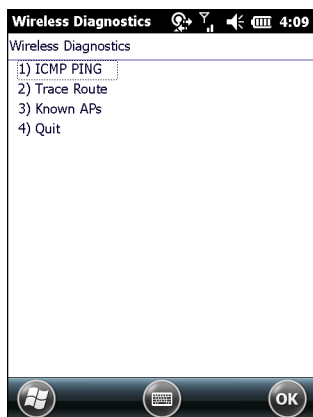 Wireless Diagnostics 4:09
Wireless Diagnostics
1) ICMP PING
2) Trace Route
3) Known APs
4) Quit
OK